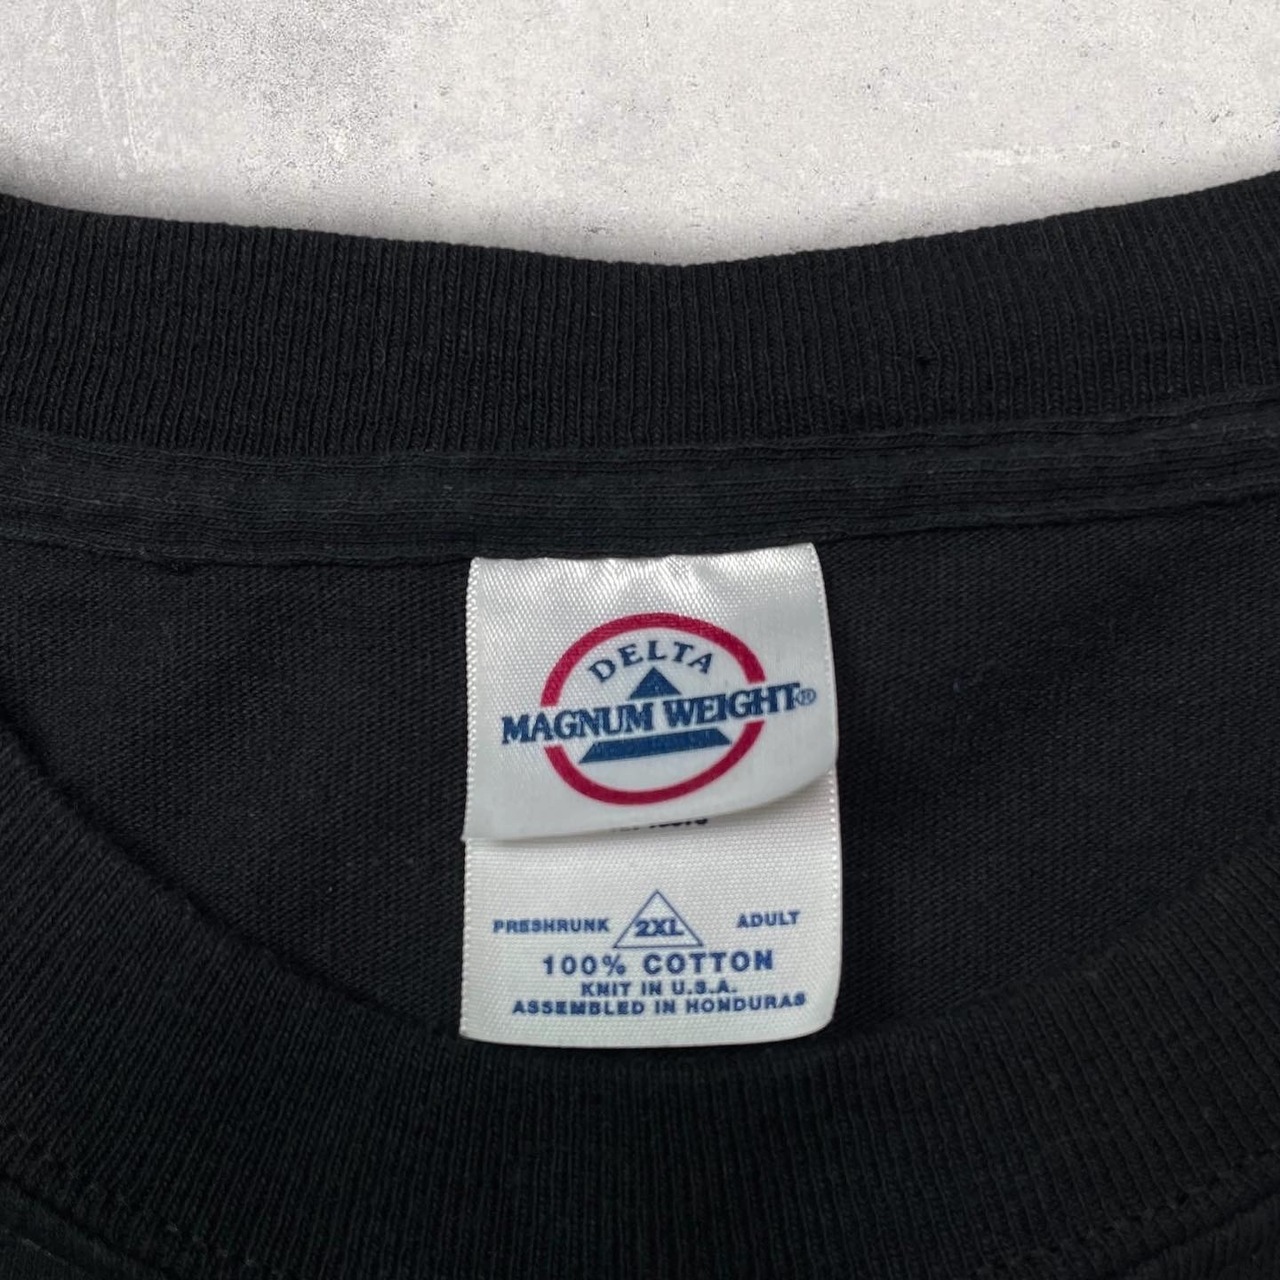 DELTA
MAGNUM WEIGHT®
PRESHRUNK 2XL ADULT
100% COTTON
KNIT IN U.S.A.
ASSEMBLED IN HONDURAS